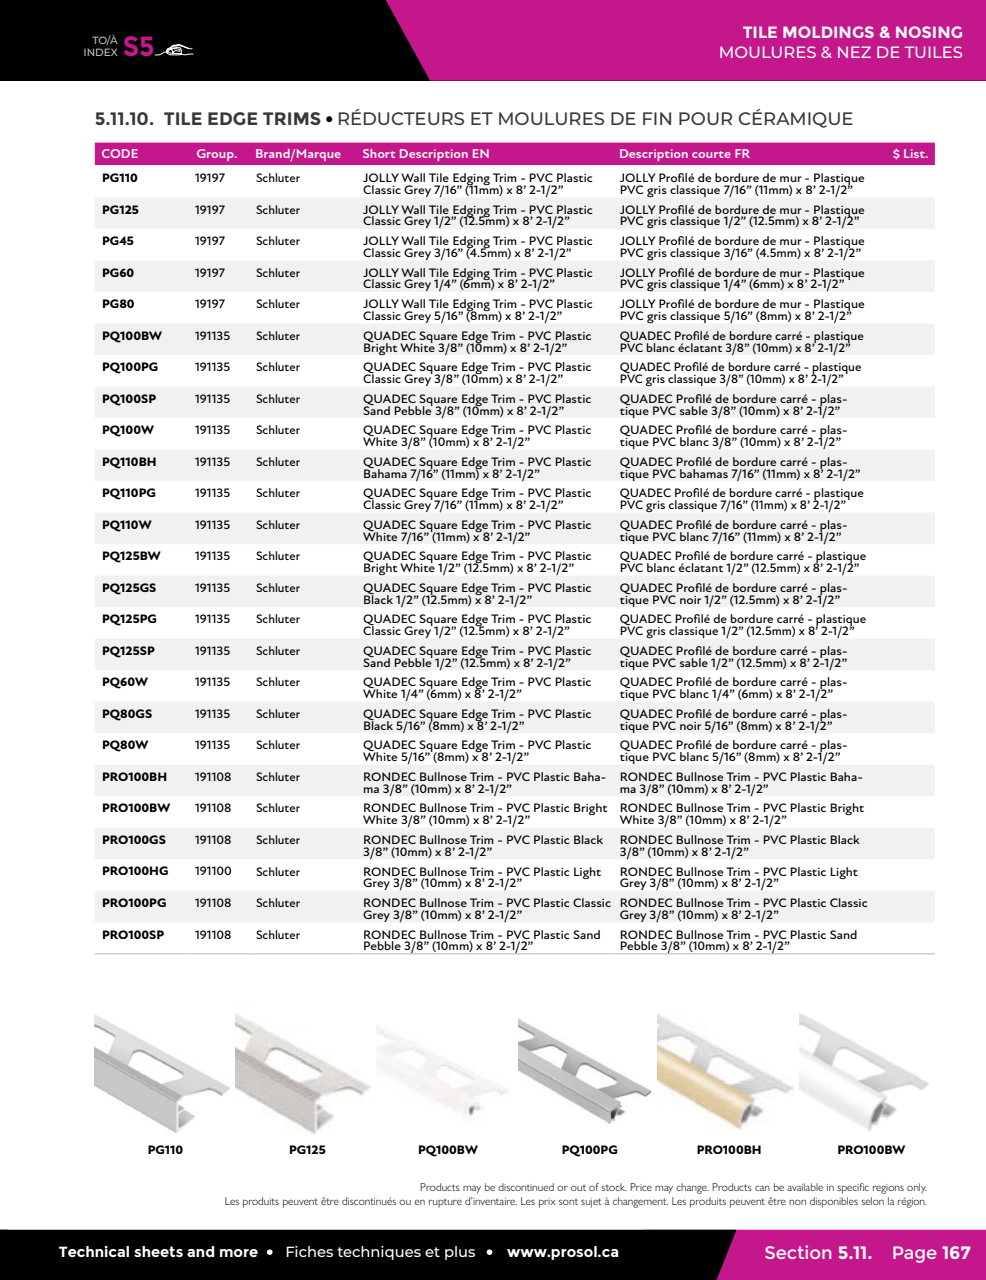 TO/À
INDEX S5
TILE MOLDINGS & NOSING
MOULURES & NEZ DE TUILES
5.11.10. TILE EDGE TRIMS • RÉDUCTEURS ET MOULURES DE FIN POUR CÉRAMIQUE
CODE Group. Brand/Marque Short Description EN Description courte FR $ List.
PG110 19197 Schluter JOLLY Wall Tile Edging Trim - PVC Plastic JOLLY Profilé de bordure de mur - Plastique
Classic Grey 7/16” (11mm) x 8’ 2-1/2” PVC gris classique 7/16” (11mm) x 8’ 2-1/2”
PG125 19197 Schluter JOLLY Wall Tile Edging Trim - PVC Plastic JOLLY Profilé de bordure de mur - Plastique
Classic Grey 1/2” (12.5mm) x 8’ 2-1/2” PVC gris classique 1/2” (12.5mm) x 8’ 2-1/2”
PG45 19197 Schluter JOLLY Wall Tile Edging Trim - PVC Plastic JOLLY Profilé de bordure de mur - Plastique
Classic Grey 3/16” (4.5mm) x 8’ 2-1/2” PVC gris classique 3/16” (4.5mm) x 8’ 2-1/2”
PG60 19197 Schluter JOLLY Wall Tile Edging Trim - PVC Plastic JOLLY Profilé de bordure de mur - Plastique
Classic Grey 1/4” (6mm) x 8’ 2-1/2” PVC gris classique 1/4” (6mm) x 8’ 2-1/2”
PG80 19197 Schluter JOLLY Wall Tile Edging Trim - PVC Plastic JOLLY Profilé de bordure de mur - Plastique
Classic Grey 5/16” (8mm) x 8’ 2-1/2” PVC gris classique 5/16” (8mm) x 8’ 2-1/2”
PQ100BW 191135 Schluter QUADEC Square Edge Trim - PVC Plastic QUADEC Profilé de bordure carré - plastique
Bright White 3/8” (10mm) x 8’ 2-1/2” PVC blanc éclatant 3/8” (10mm) x 8’ 2-1/2”
PQ100PG 191135 Schluter QUADEC Square Edge Trim - PVC Plastic QUADEC Profilé de bordure carré - plastique
Classic Grey 3/8” (10mm) x 8’ 2-1/2” PVC gris classique 3/8” (10mm) x 8’ 2-1/2”
PQ100SP 191135 Schluter QUADEC Square Edge Trim - PVC Plastic QUADEC Profilé de bordure carré - plas-
Sand Pebble 3/8” (10mm) x 8’ 2-1/2” tique PVC sable 3/8” (10mm) x 8’ 2-1/2”
PQ100W 191135 Schluter QUADEC Square Edge Trim - PVC Plastic QUADEC Profilé de bordure carré - plas-
White 3/8” (10mm) x 8’ 2-1/2” tique PVC blanc 3/8” (10mm) x 8’ 2-1/2”
PQ110BH 191135 Schluter QUADEC Square Edge Trim - PVC Plastic QUADEC Profilé de bordure carré - plas-
Bahama 7/16” (11mm) x 8’ 2-1/2” tique PVC bahamas 7/16” (11mm) x 8’ 2-1/2”
PQ110PG 191135 Schluter QUADEC Square Edge Trim - PVC Plastic QUADEC Profilé de bordure carré - plastique
Classic Grey 7/16” (11mm) x 8’ 2-1/2” PVC gris classique 7/16” (11mm) x 8’ 2-1/2”
PQ110W 191135 Schluter QUADEC Square Edge Trim - PVC Plastic QUADEC Profilé de bordure carré - plas-
White 7/16” (11mm) x 8’ 2-1/2” tique PVC blanc 7/16” (11mm) x 8’ 2-1/2”
PQ125BW 191135 Schluter QUADEC Square Edge Trim - PVC Plastic QUADEC Profilé de bordure carré - plastique
Bright White 1/2” (12.5mm) x 8’ 2-1/2” PVC blanc éclatant 1/2” (12.5mm) x 8’ 2-1/2”
PQ125GS 191135 Schluter QUADEC Square Edge Trim - PVC Plastic QUADEC Profilé de bordure carré - plas-
Black 1/2” (12.5mm) x 8’ 2-1/2” tique PVC noir 1/2” (12.5mm) x 8’ 2-1/2”
PQ125PG 191135 Schluter QUADEC Square Edge Trim - PVC Plastic QUADEC Profilé de bordure carré - plastique
Classic Grey 1/2” (12.5mm) x 8’ 2-1/2” PVC gris classique 1/2” (12.5mm) x 8’ 2-1/2”
PQ125SP 191135 Schluter QUADEC Square Edge Trim - PVC Plastic QUADEC Profilé de bordure carré - plas-
Sand Pebble 1/2” (12.5mm) x 8’ 2-1/2” tique PVC sable 1/2” (12.5mm) x 8’ 2-1/2”
PQ60W 191135 Schluter QUADEC Square Edge Trim - PVC Plastic QUADEC Profilé de bordure carré - plas-
White 1/4” (6mm) x 8’ 2-1/2” tique PVC blanc 1/4” (6mm) x 8’ 2-1/2”
PQ80GS 191135 Schluter QUADEC Square Edge Trim - PVC Plastic QUADEC Profilé de bordure carré - plas-
Black 5/16” (8mm) x 8’ 2-1/2” tique PVC noir 5/16” (8mm) x 8’ 2-1/2”
PQ80W 191135 Schluter QUADEC Square Edge Trim - PVC Plastic QUADEC Profilé de bordure carré - plas-
White 5/16” (8mm) x 8’ 2-1/2” tique PVC blanc 5/16” (8mm) x 8’ 2-1/2”
PRO100BH 191108 Schluter RONDEC Bullnose Trim - PVC Plastic Baha- RONDEC Bullnose Trim - PVC Plastic Baha-
ma 3/8” (10mm) x 8’ 2-1/2” ma 3/8” (10mm) x 8’ 2-1/2”
PRO100BW 191108 Schluter RONDEC Bullnose Trim - PVC Plastic Bright RONDEC Bullnose Trim - PVC Plastic Bright
White 3/8” (10mm) x 8’ 2-1/2” White 3/8” (10mm) x 8’ 2-1/2”
PRO100GS 191108 Schluter RONDEC Bullnose Trim - PVC Plastic Black RONDEC Bullnose Trim - PVC Plastic Black
3/8” (10mm) x 8’ 2-1/2” 3/8” (10mm) x 8’ 2-1/2”
PRO100HG 191100 Schluter RONDEC Bullnose Trim - PVC Plastic Light RONDEC Bullnose Trim - PVC Plastic Light
Grey 3/8” (10mm) x 8’ 2-1/2” Grey 3/8” (10mm) x 8’ 2-1/2”
PRO100PG 191108 Schluter RONDEC Bullnose Trim - PVC Plastic Classic RONDEC Bullnose Trim - PVC Plastic Classic
Grey 3/8” (10mm) x 8’ 2-1/2” Grey 3/8” (10mm) x 8’ 2-1/2”
PRO100SP 191108 Schluter RONDEC Bullnose Trim - PVC Plastic Sand RONDEC Bullnose Trim - PVC Plastic Sand
Pebble 3/8” (10mm) x 8’ 2-1/2” Pebble 3/8” (10mm) x 8’ 2-1/2”
PG110 PG125 PQ100BW PQ100PG PRO100BH PRO100BW
Products may be discontinued or out of stock. Price may change. Products can be available in specific regions only.
Les produits peuvent être discontinués ou en rupture d’inventaire. Les prix sont sujet à changement. Les produits peuvent être non disponibles selon la région.
Technical sheets and more • Fiches techniques et plus • www.prosol.ca
Section 5.11. Page 167